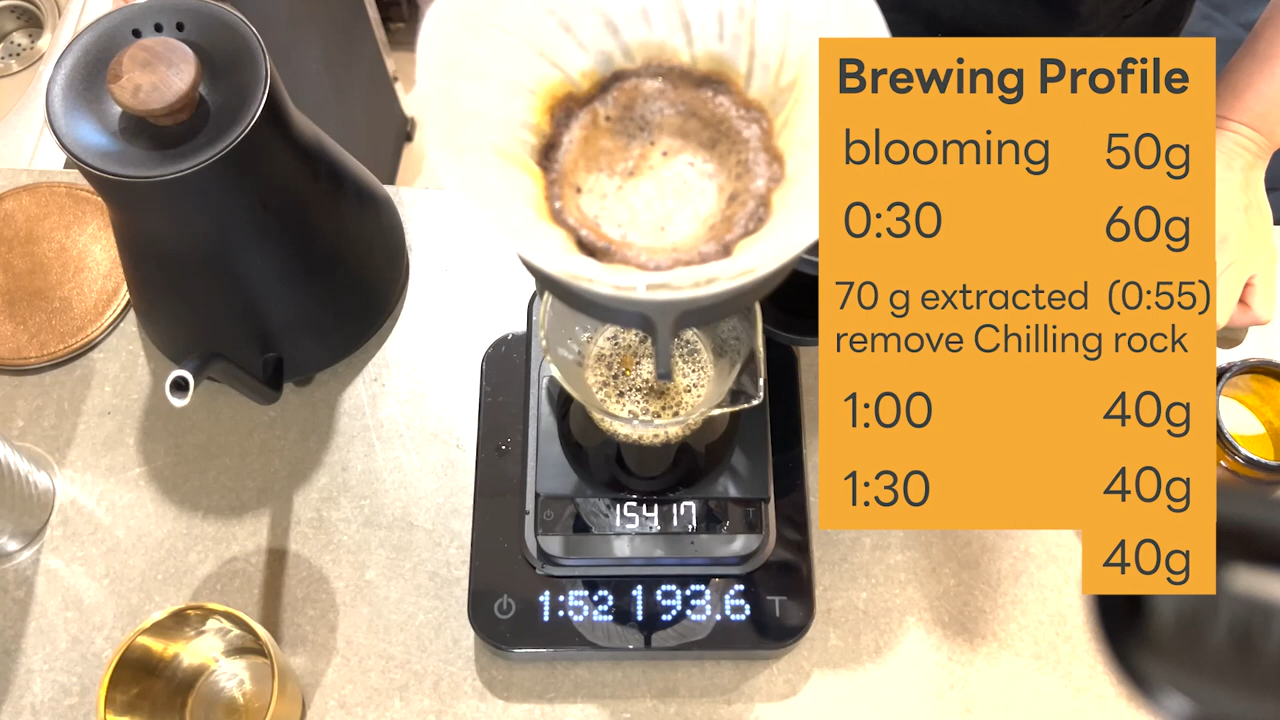 Brewing Profile
blooming 50g
0:30 60g
70 g extracted (0:55)
remove Chilling rock
1:00 40g
1:30 40g
40g
154.17 T
1:52 193.6 T